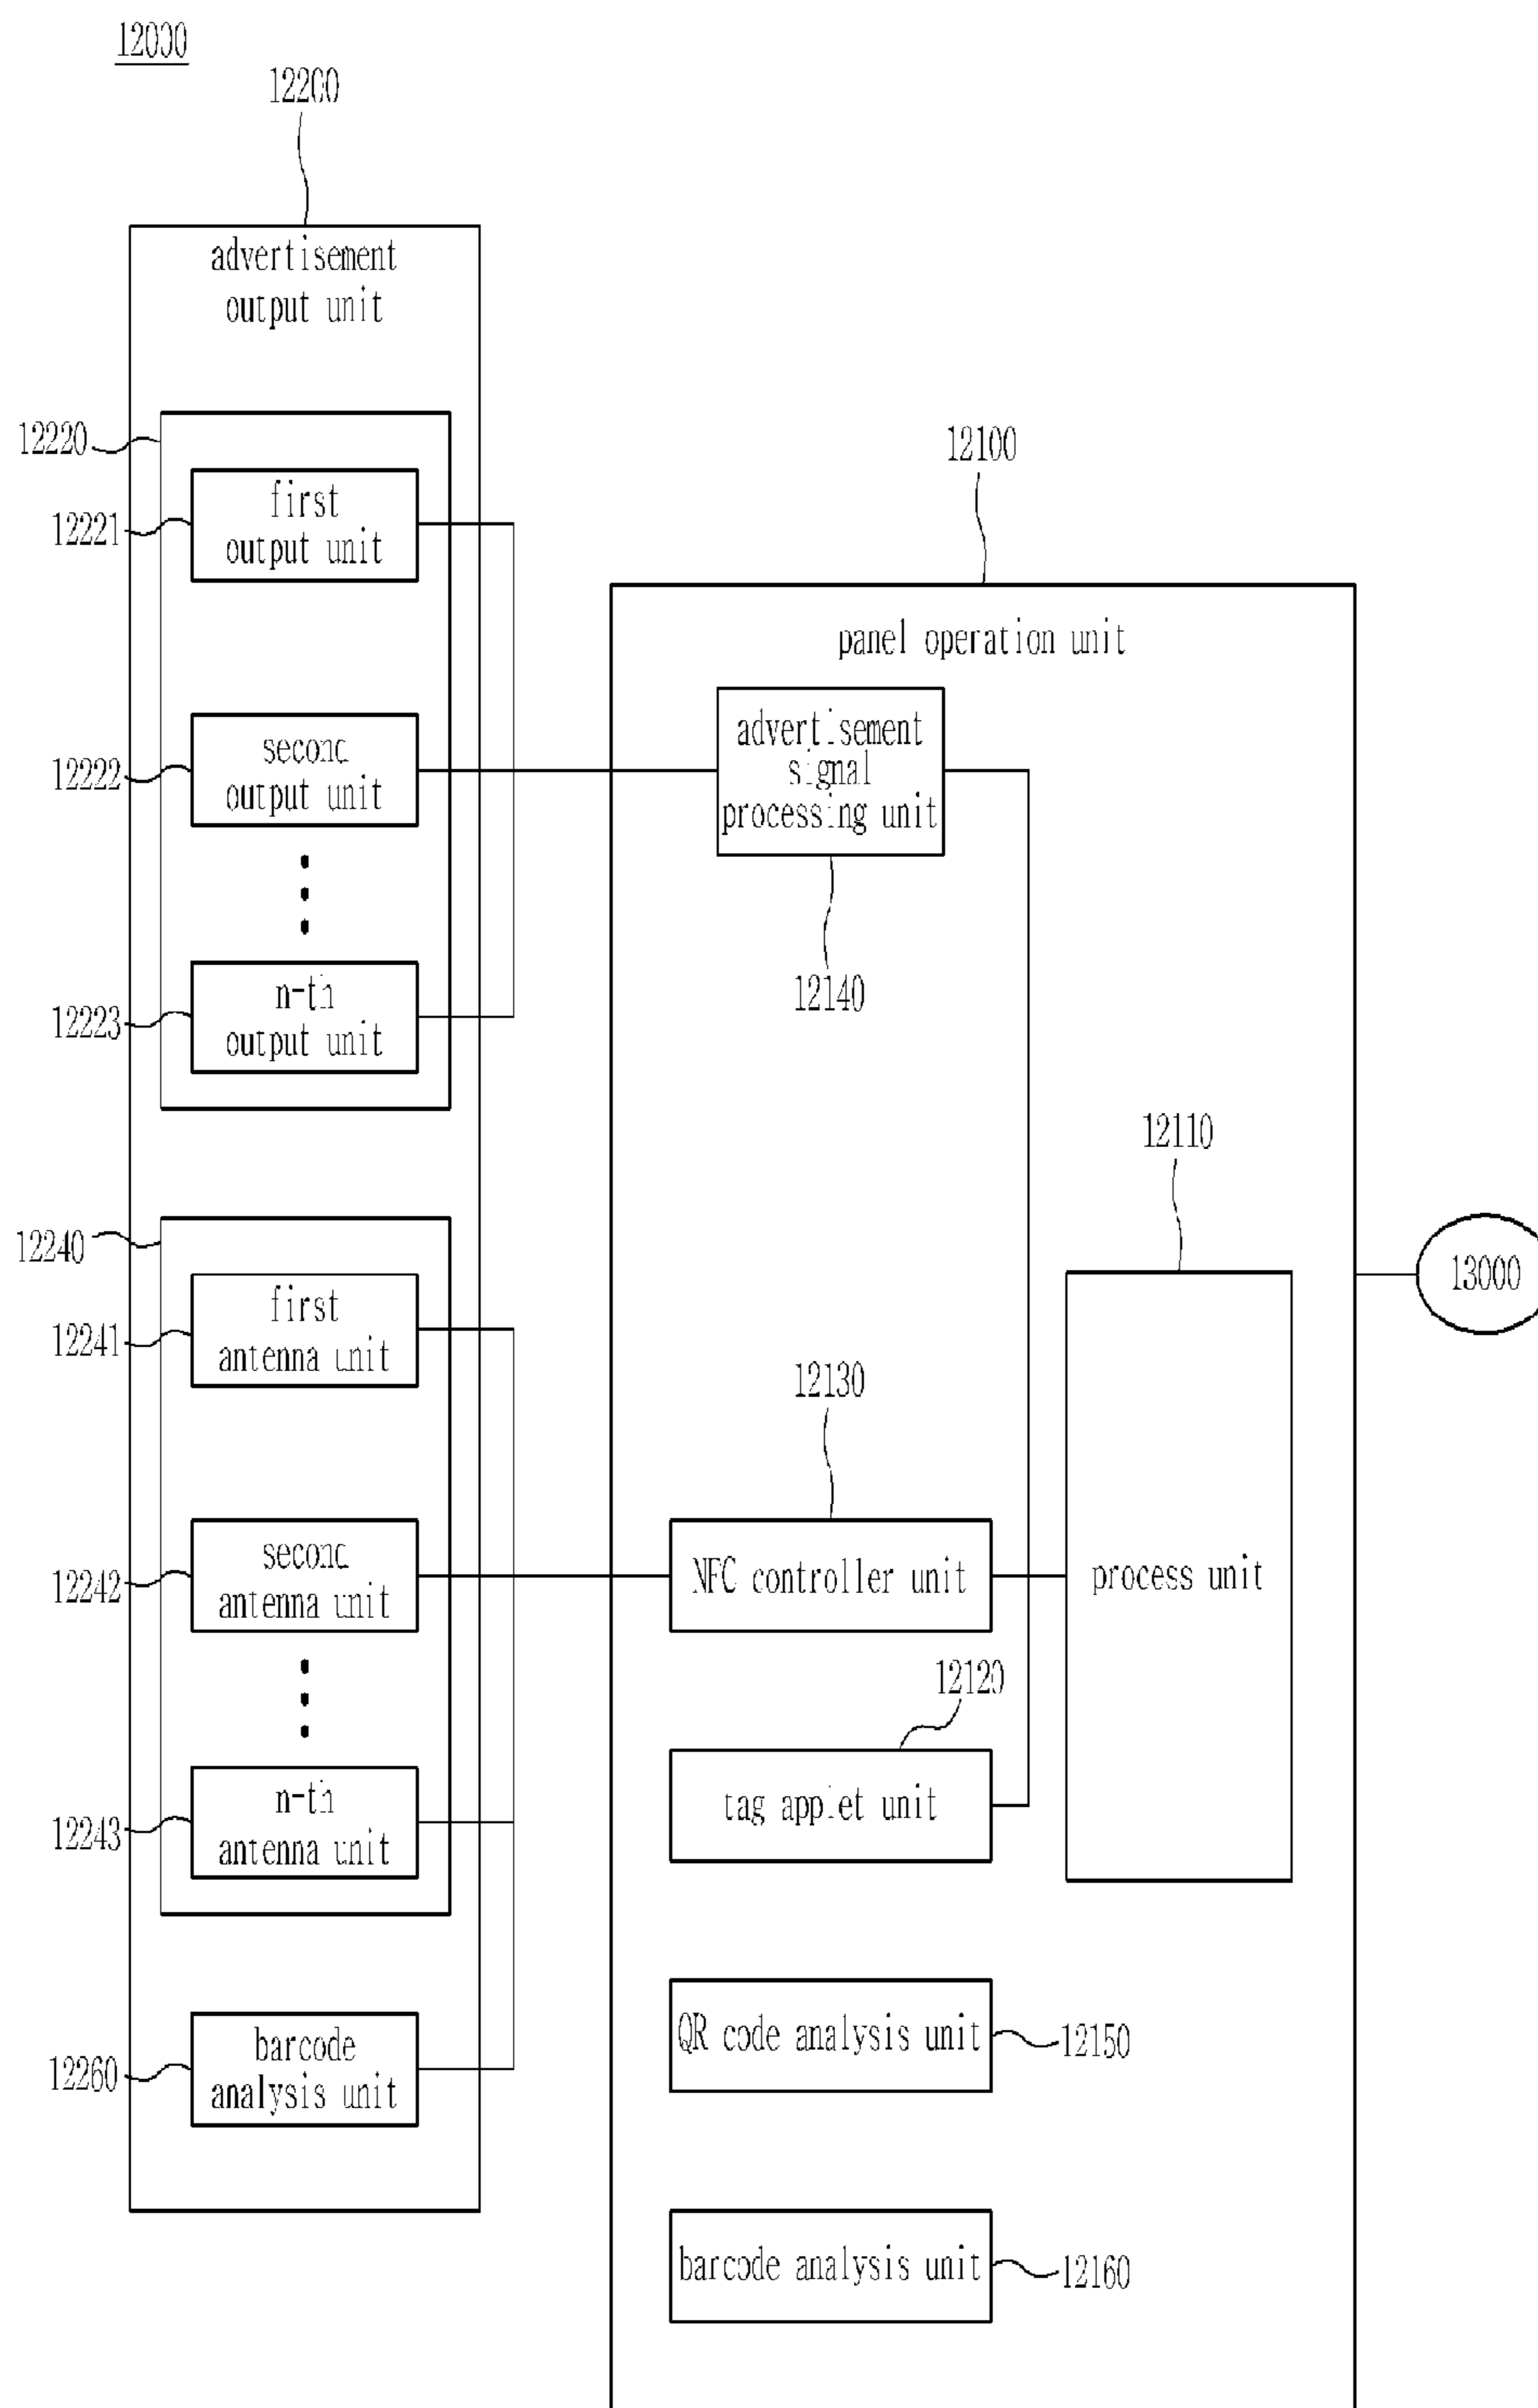 12000
12200
advertisement
output unit
12220
12221
first
output unit
12222
second
output unit
12223
n-th
output unit
12240
12241
first
antenna unit
12242
second
antenna unit
12243
n-th
antenna unit
12260
barcode
analysis unit
12100
panel operation unit
advertisement
signal
processing unit
12140
12110
process unit
13000
12130
NFC controller unit
12120
tag applet unit
QR code analysis unit
12150
barcode analysis unit
12160